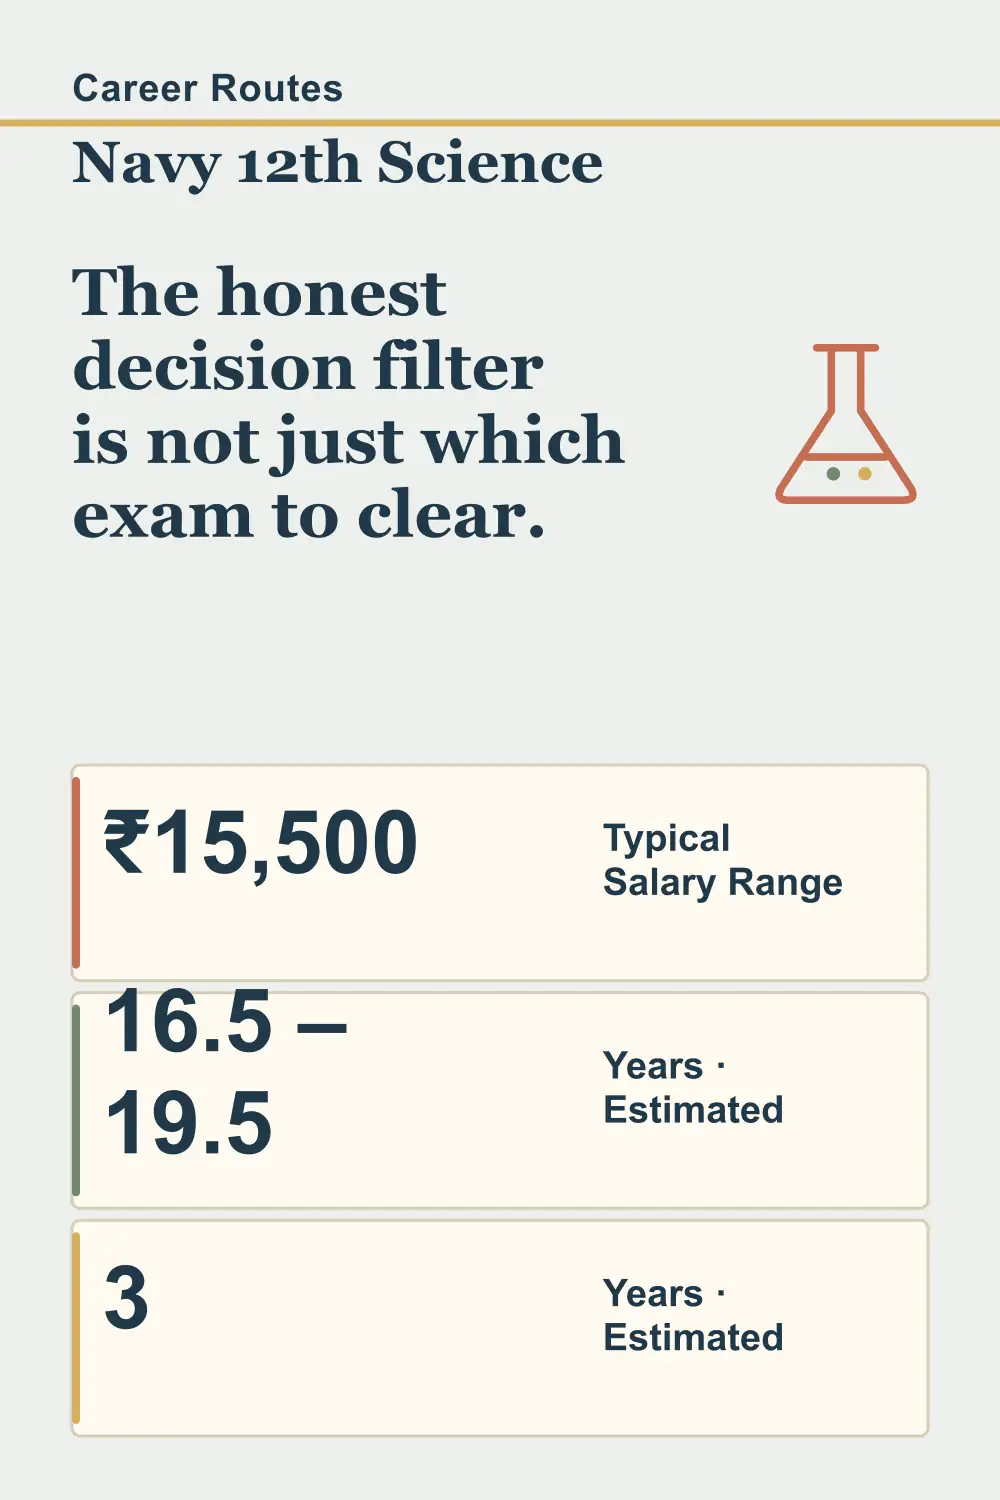 Career Routes
Navy 12th Science
The honest
decision filter
is not just which
exam to clear.
₹15,500
Typical
Salary Range
16.5 –
19.5
Years ·
Estimated
3
Years ·
Estimated